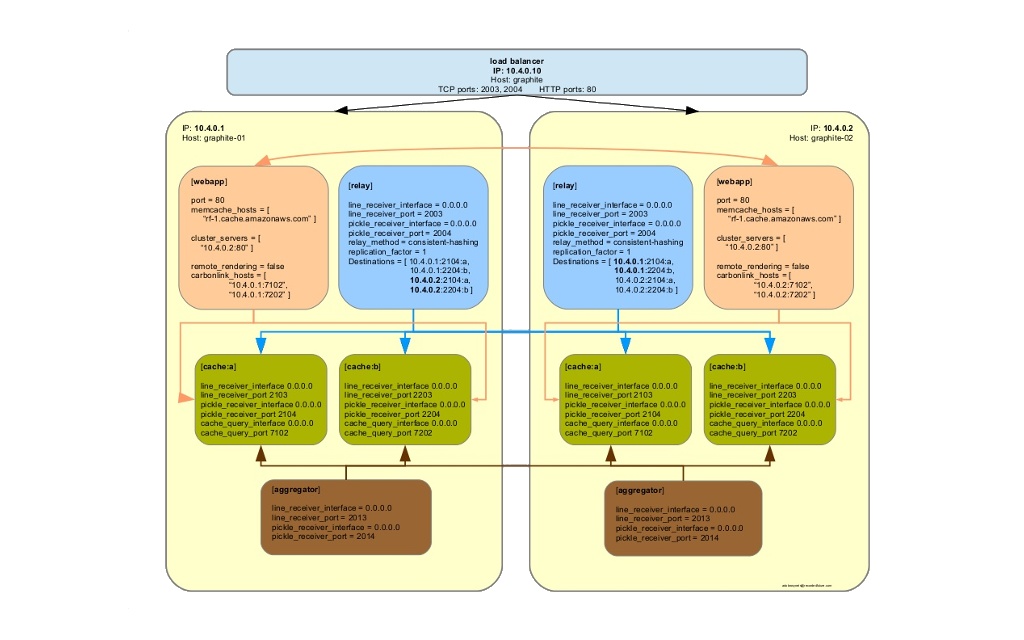 load balancer
IP: 10.4.0.10
Host: graphite
TCP ports: 2003, 2004 HTTP ports: 80
IP: 10.4.0.1
Host: graphite-01
[webapp]
port = 80
memcache_hosts = [
"rf-1.cache.amazonaws.com" ]
cluster_servers = [
"10.4.0.2:80" ]
remote_rendering = false
carbonlink_hosts = [
"10.4.0.1:7102",
"10.4.0.1:7202" ]
[relay]
line_receiver_interface = 0.0.0.0
line_receiver_port = 2003
pickle_receiver_interface = 0.0.0.0
pickle_receiver_port = 2004
relay_method = consistent-hashing
replication_factor = 1
Destinations = [ 10.4.0.1:2104:a,
10.4.0.1:2204:b,
10.4.0.2:2104:a,
10.4.0.2:2204:b ]
[cache:a]
line_receiver_interface 0.0.0.0
line_receiver_port 2103
pickle_receiver_interface 0.0.0.0
pickle_receiver_port 2104
cache_query_interface 0.0.0.0
cache_query_port 7102
[cache:b]
line_receiver_interface 0.0.0.0
line_receiver_port 2203
pickle_receiver_interface 0.0.0.0
pickle_receiver_port 2204
cache_query_interface 0.0.0.0
cache_query_port 7202
[aggregator]
line_receiver_interface = 0.0.0.0
line_receiver_port = 2013
pickle_receiver_interface = 0.0.0.0
pickle_receiver_port = 2014
IP: 10.4.0.2
Host: graphite-02
[relay]
line_receiver_interface = 0.0.0.0
line_receiver_port = 2003
pickle_receiver_interface = 0.0.0.0
pickle_receiver_port = 2004
relay_method = consistent-hashing
replication_factor = 1
Destinations = [ 10.4.0.1:2104:a,
10.4.0.1:2204:b,
10.4.0.2:2104:a,
10.4.0.2:2204:b ]
[webapp]
port = 80
memcache_hosts = [
"rf-1.cache.amazonaws.com" ]
cluster_servers = [
"10.4.0.2:80" ]
remote_rendering = false
carbonlink_hosts = [
"10.4.0.2:7102",
"10.4.0.2:7202" ]
[cache:a]
line_receiver_interface 0.0.0.0
line_receiver_port 2103
pickle_receiver_interface 0.0.0.0
pickle_receiver_port 2104
cache_query_interface 0.0.0.0
cache_query_port 7102
[cache:b]
line_receiver_interface 0.0.0.0
line_receiver_port 2203
pickle_receiver_interface 0.0.0.0
pickle_receiver_port 2204
cache_query_interface 0.0.0.0
cache_query_port 7202
[aggregator]
line_receiver_interface = 0.0.0.0
line_receiver_port = 2013
pickle_receiver_interface = 0.0.0.0
pickle_receiver_port = 2014